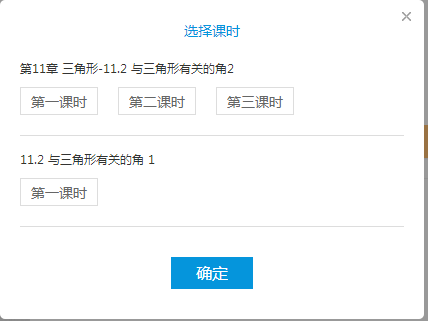 选择课时
第11章 三角形-11.2 与三角形有关的角2
第一课时 第二课时 第三课时
11.2 与三角形有关的角 1
第一课时
确定